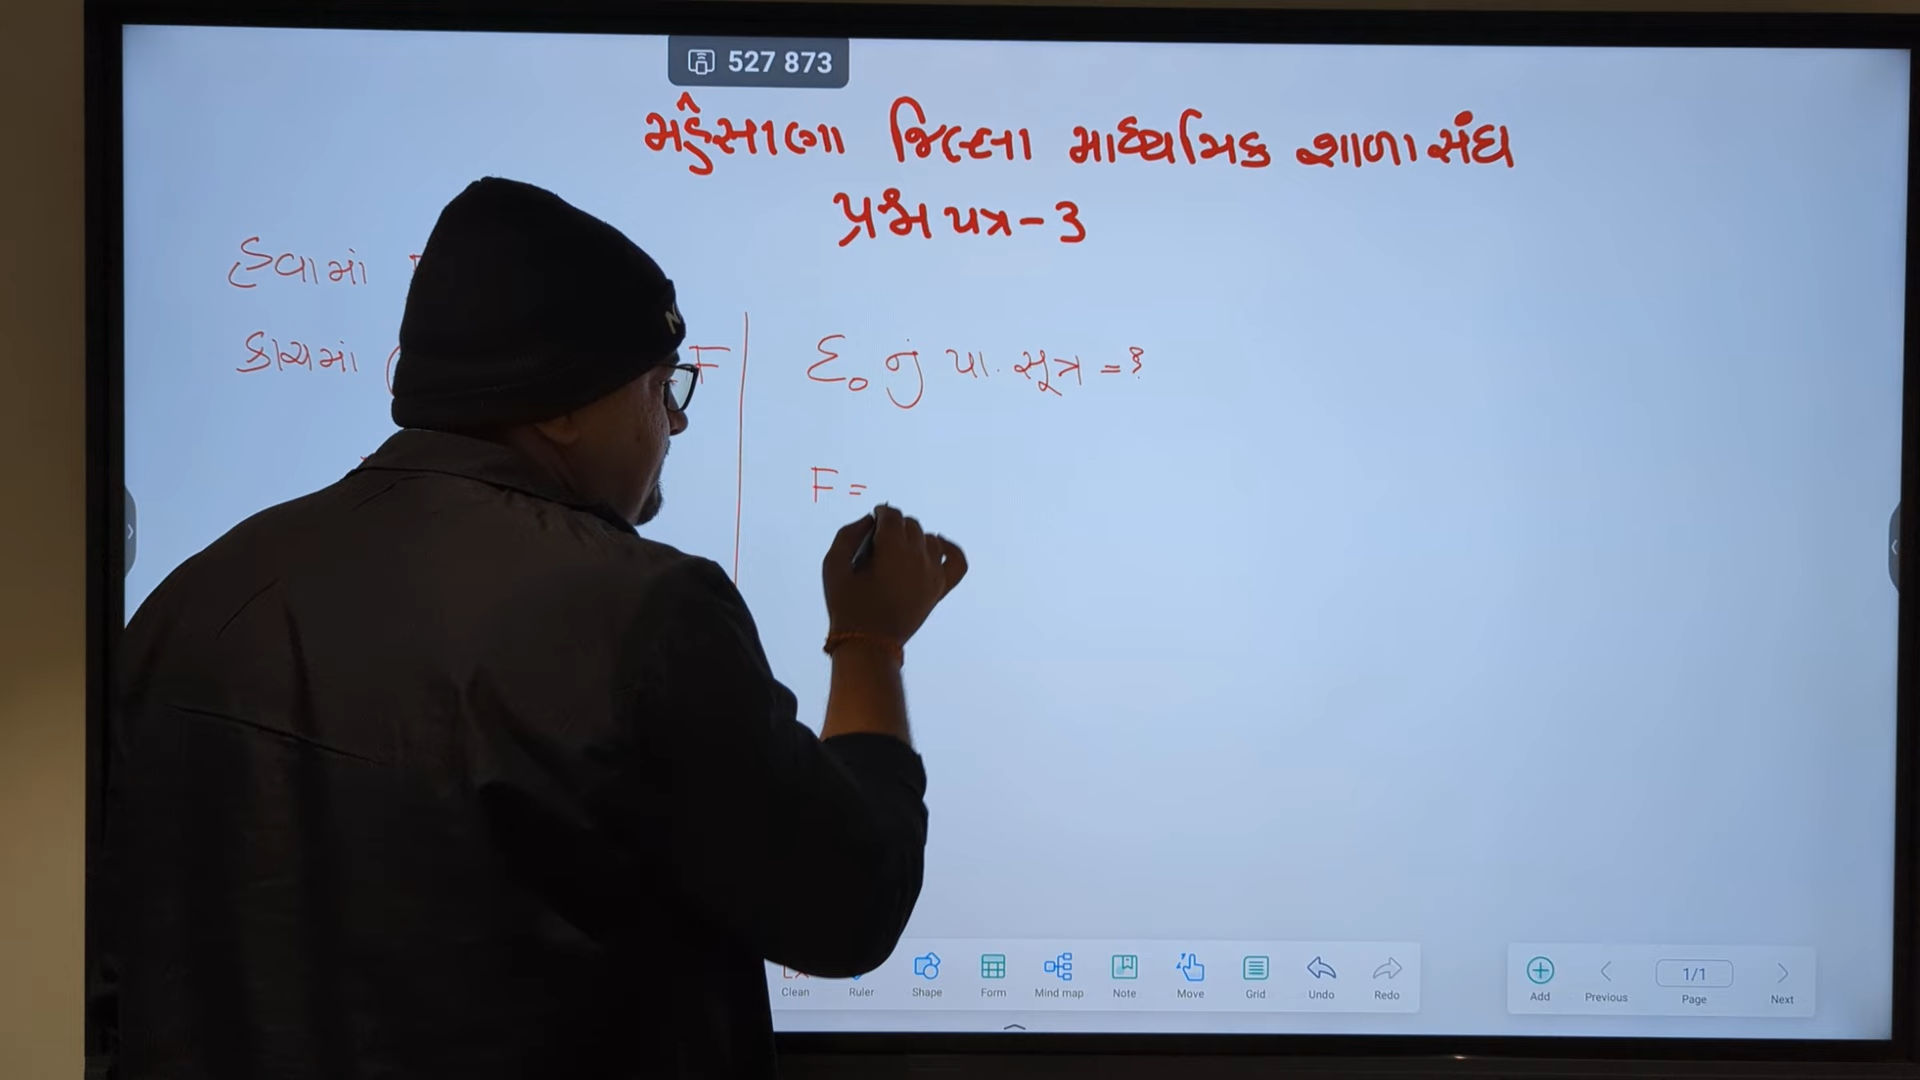 527 873
મહેસાણા જિલ્લા માધ્યમિક શાળા સંઘ
પ્રશ્ન પત્ર - 3
હવામાં
કાચમાં ( F
ε₀ નું પા. સૂત્ર = ?
F =
Clean Ruler Shape Form Mind map Note Move Grid Undo Redo
Add Previous 1/1 Page Next